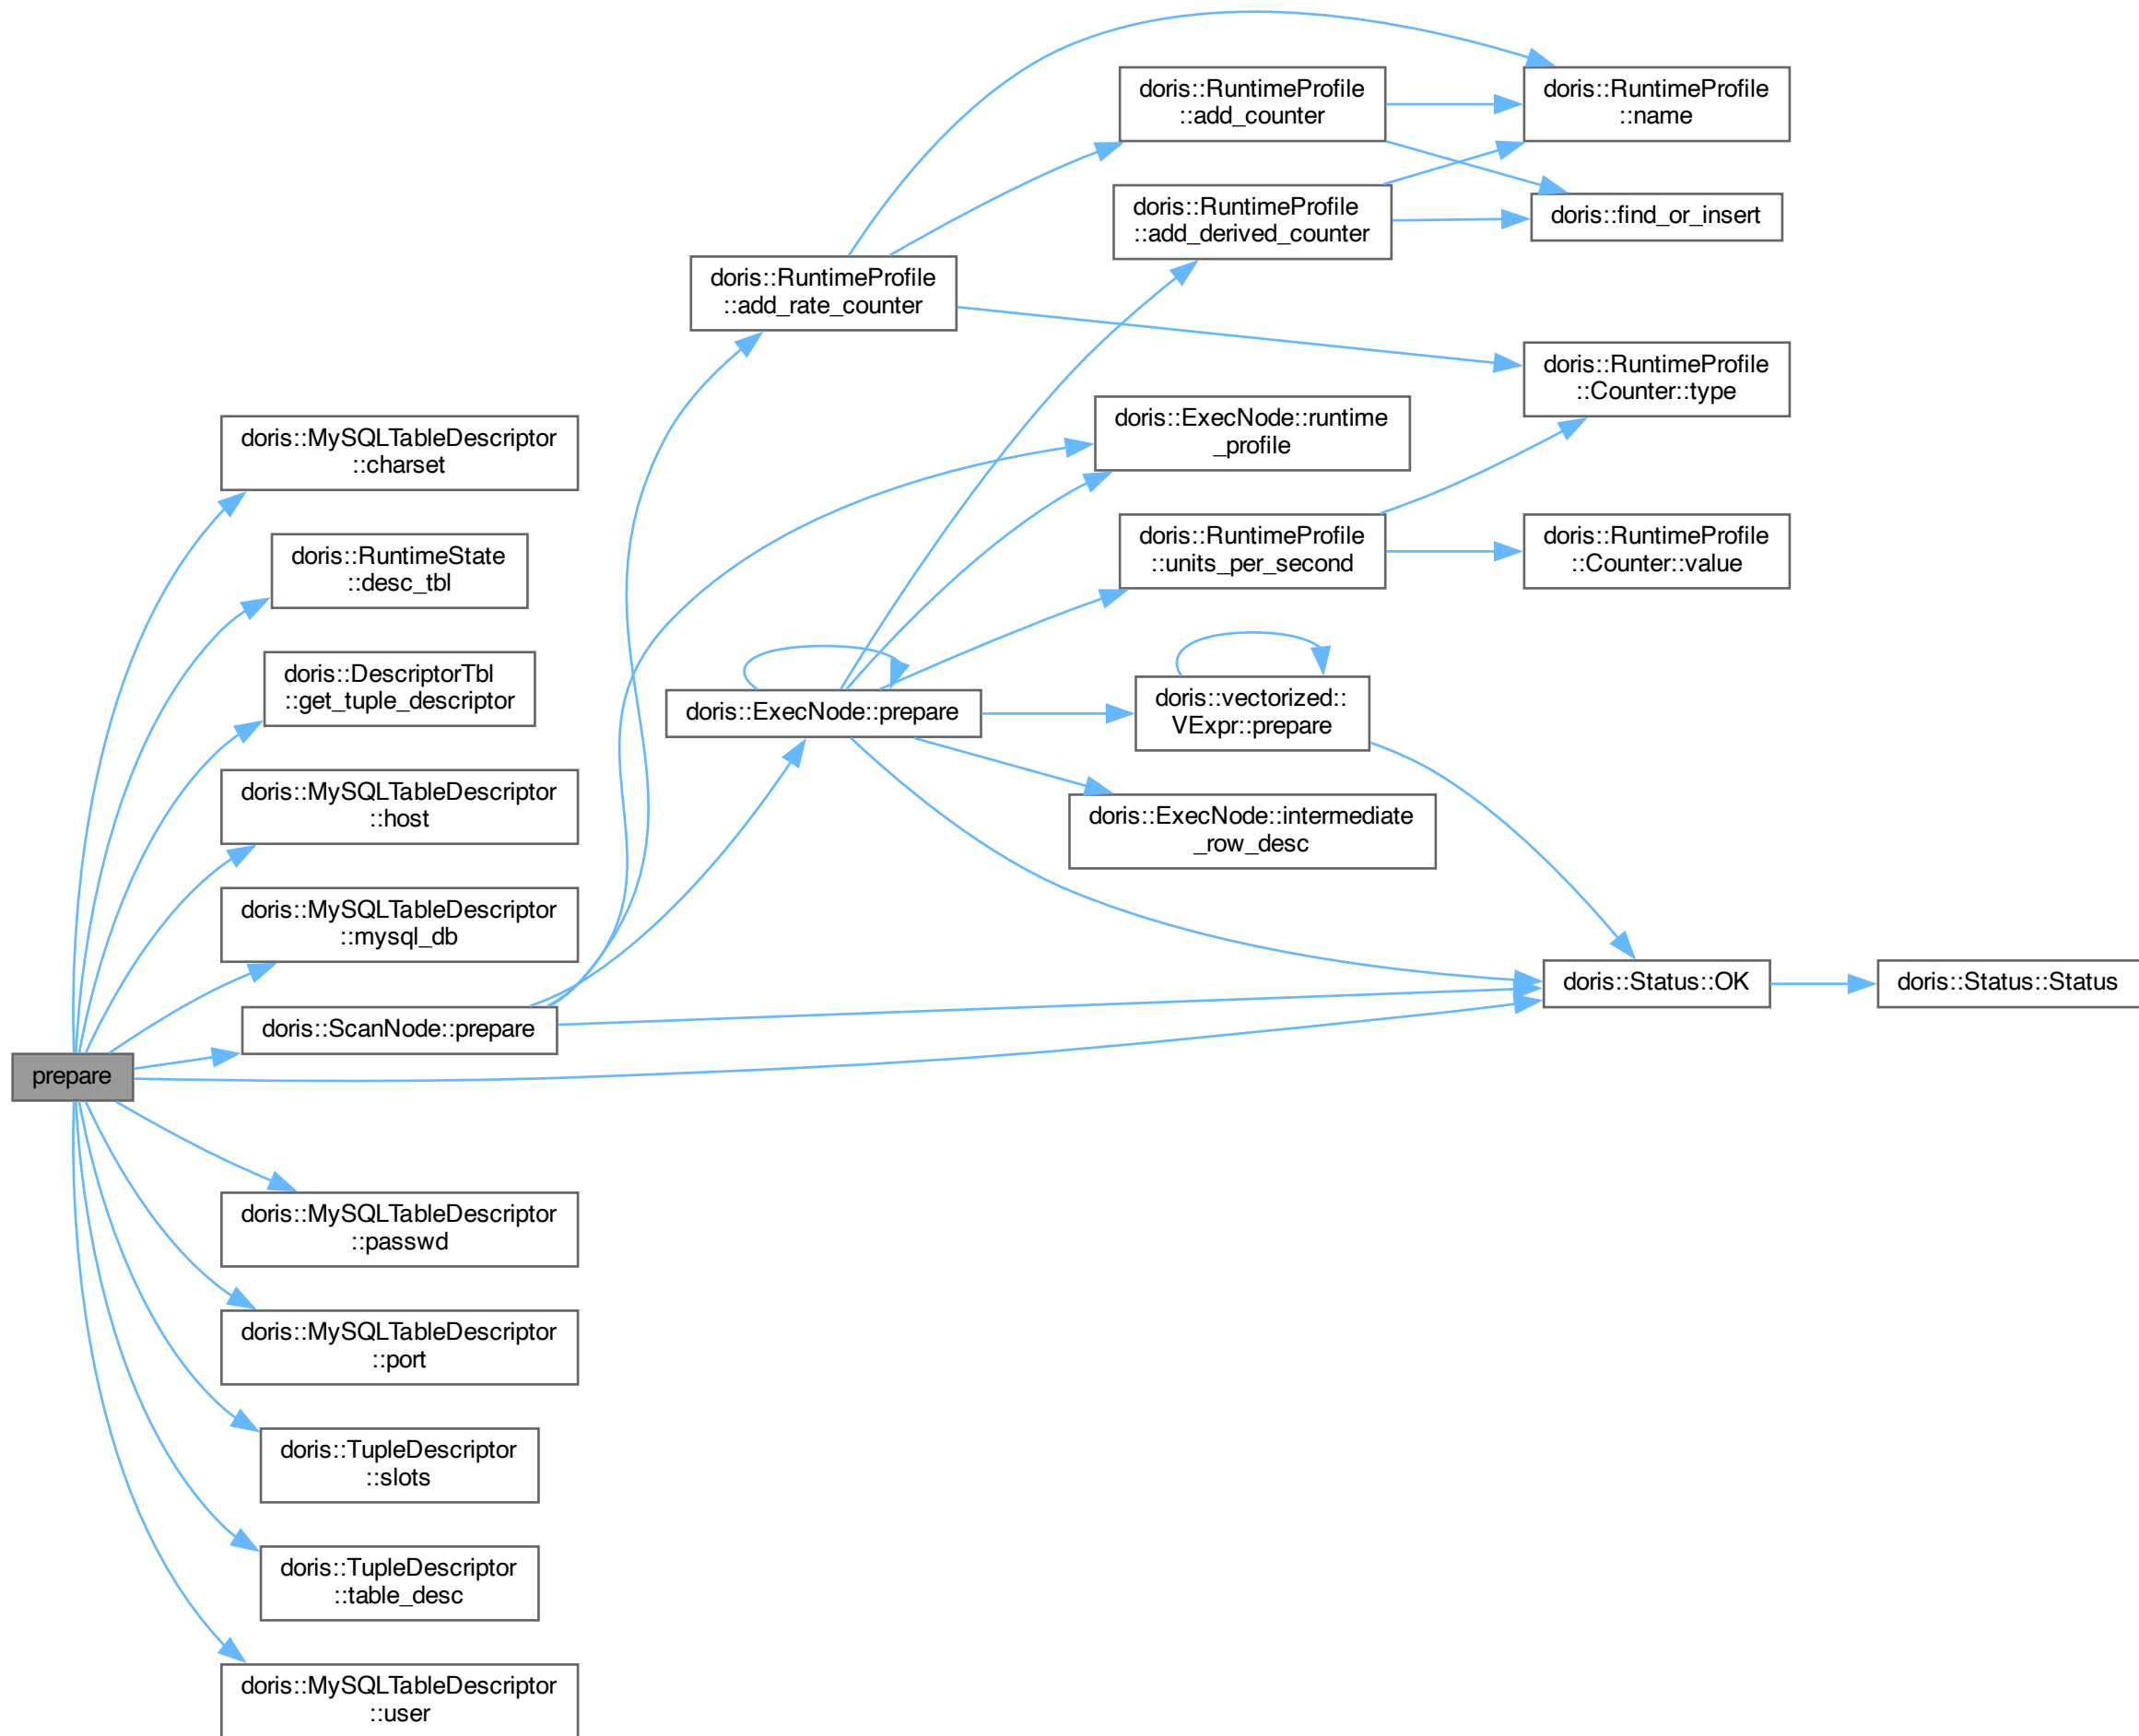 doris::RuntimeProfile
::add_counter
doris::RuntimeProfile
::name
doris::RuntimeProfile
::add_derived_counter
doris::find_or_insert
doris::RuntimeProfile
::add_rate_counter
doris::RuntimeProfile
::Counter::type
doris::ExecNode::runtime
_profile
doris::MySQLTableDescriptor
::charset
doris::RuntimeProfile
::units_per_second
doris::RuntimeProfile
::Counter::value
doris::RuntimeState
::desc_tbl
doris::DescriptorTbl
::get_tuple_descriptor
doris::ExecNode::prepare
doris::vectorized::
VExpr::prepare
doris::MySQLTableDescriptor
::host
doris::ExecNode::intermediate
_row_desc
doris::MySQLTableDescriptor
::mysql_db
doris::Status::OK
doris::Status::Status
doris::ScanNode::prepare
prepare
doris::MySQLTableDescriptor
::passwd
doris::MySQLTableDescriptor
::port
doris::TupleDescriptor
::slots
doris::TupleDescriptor
::table_desc
doris::MySQLTableDescriptor
::user